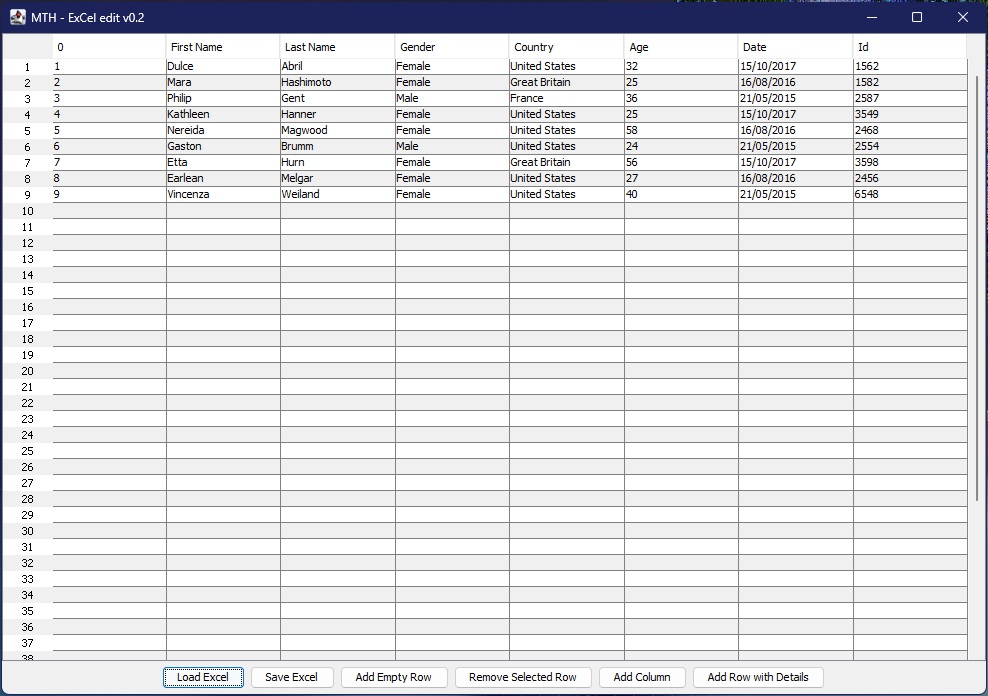 MTH - ExCel edit v0.2
0 First Name Last Name Gender Country Age Date Id
1 1 Dulce Abril Female United States 32 15/10/2017 1562
2 2 Mara Hashimoto Female Great Britain 25 16/08/2016 1582
3 3 Philip Gent Male France 36 21/05/2015 2587
4 4 Kathleen Hanner Female United States 25 15/10/2017 3549
5 5 Nereida Magwood Female United States 58 16/08/2016 2468
6 6 Gaston Brumm Male United States 24 21/05/2015 2554
7 7 Etta Hurn Female Great Britain 56 15/10/2017 3598
8 8 Earlean Melgar Female United States 27 16/08/2016 2456
9 9 Vincenza Weiland Female United States 40 21/05/2015 6548
10
11
12
13
14
15
16
17
18
19
20
21
22
23
24
25
26
27
28
29
30
31
32
33
34
35
36
37
38
Load Excel Save Excel Add Empty Row Remove Selected Row Add Column Add Row with Details